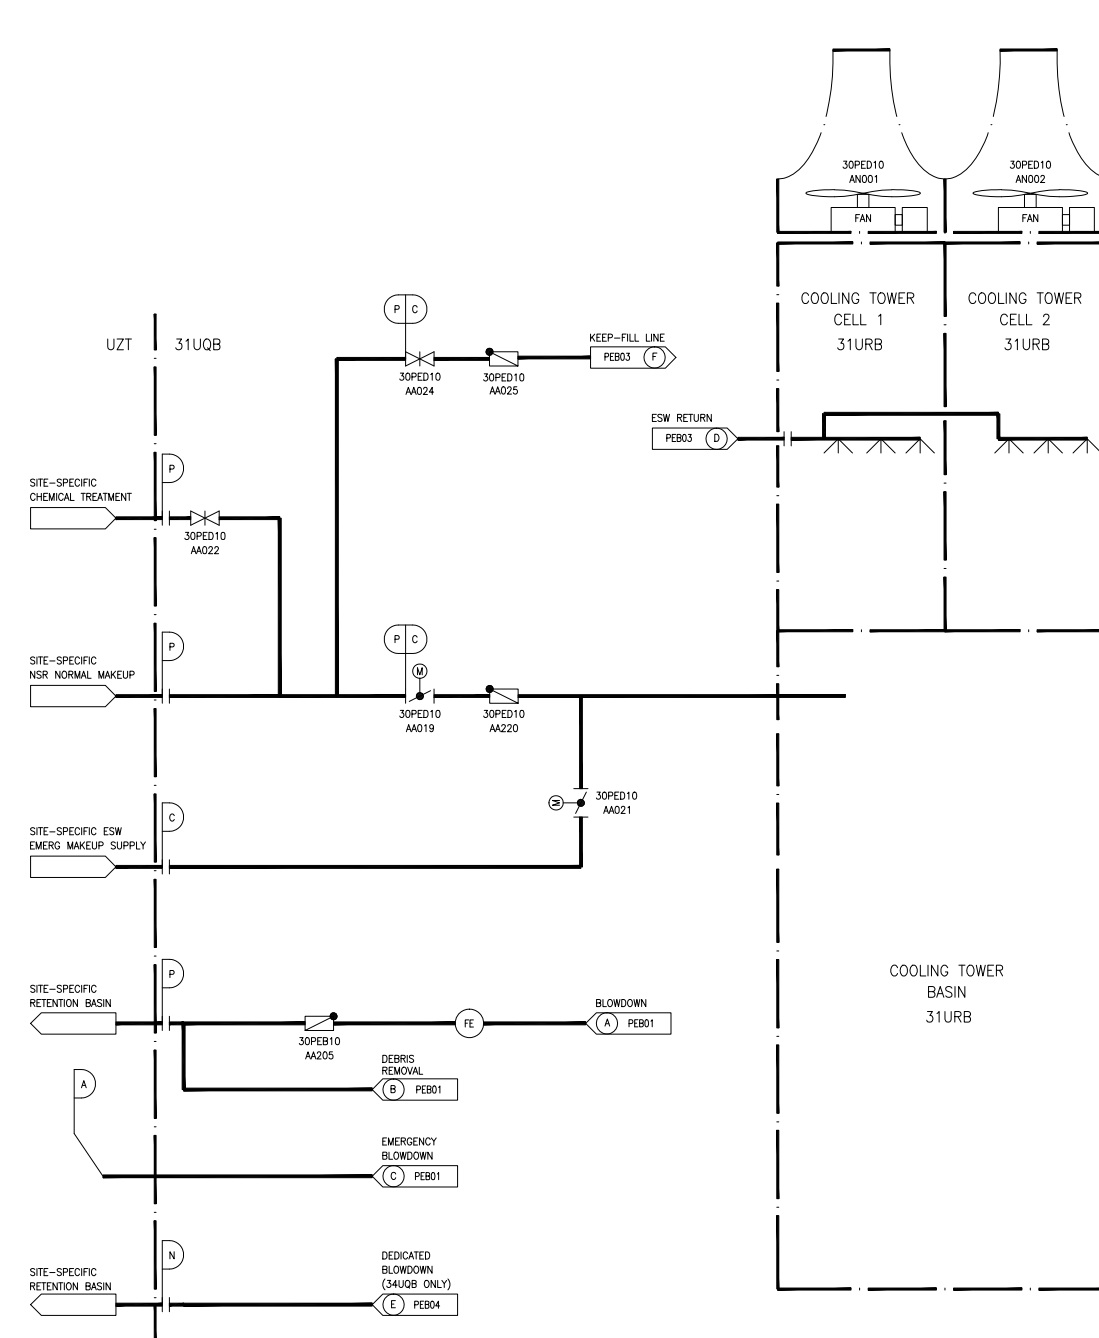 30PED10
AN001
30PED10
AN002
FAN
FAN
COOLING TOWER
CELL 1
31URB
COOLING TOWER
CELL 2
31URB
P C
UZT
31UQB
KEEP-FILL LINE
PEB03 F
30PED10
AA024
30PED10
AA025
ESW RETURN
PEB03 D
P
SITE-SPECIFIC
CHEMICAL TREATMENT
30PED10
AA022
P C
P
SITE-SPECIFIC
NSR NORMAL MAKEUP
M
30PED10
AA019
30PED10
AA220
M
30PED10
AA021
C
SITE-SPECIFIC ESW
EMERG MAKEUP SUPPLY
P
SITE-SPECIFIC
RETENTION BASIN
FE
BLOWDOWN
A PEB01
30PEB10
AA205
COOLING TOWER
BASIN
31URB
DEBRIS
REMOVAL
B PEB01
A
EMERGENCY
BLOWDOWN
C PEB01
N
SITE-SPECIFIC
RETENTION BASIN
DEDICATED
BLOWDOWN
(34UQB ONLY)
E PEB04